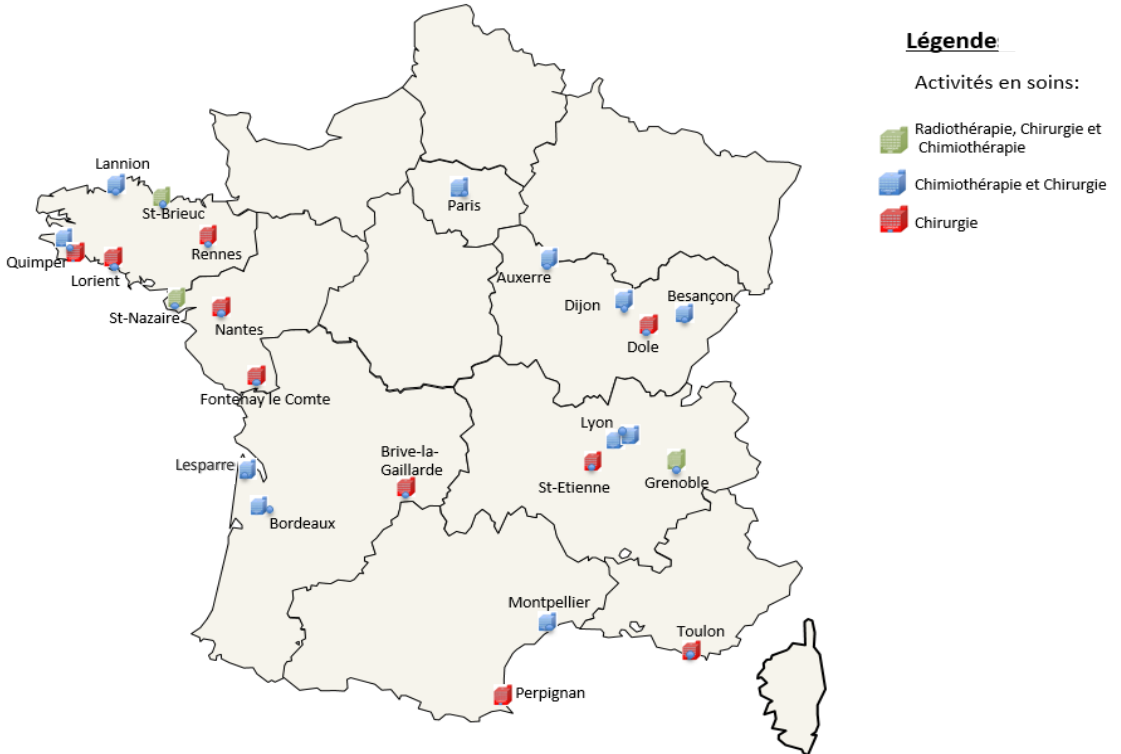 Légende:
Activités en soins:
Radiothérapie, Chirurgie et
Chimiothérapie
Chimiothérapie et Chirurgie
Chirurgie
Lannion
St-Brieuc
Paris
Quimper
Rennes
Lorient
Auxerre
St-Nazaire
Nantes
Dijon
Besançon
Dole
Fontenay le Comte
Lyon
Lesparre
Brive-la-
Gaillarde
St-Etienne
Grenoble
Bordeaux
Montpellier
Toulon
Perpignan